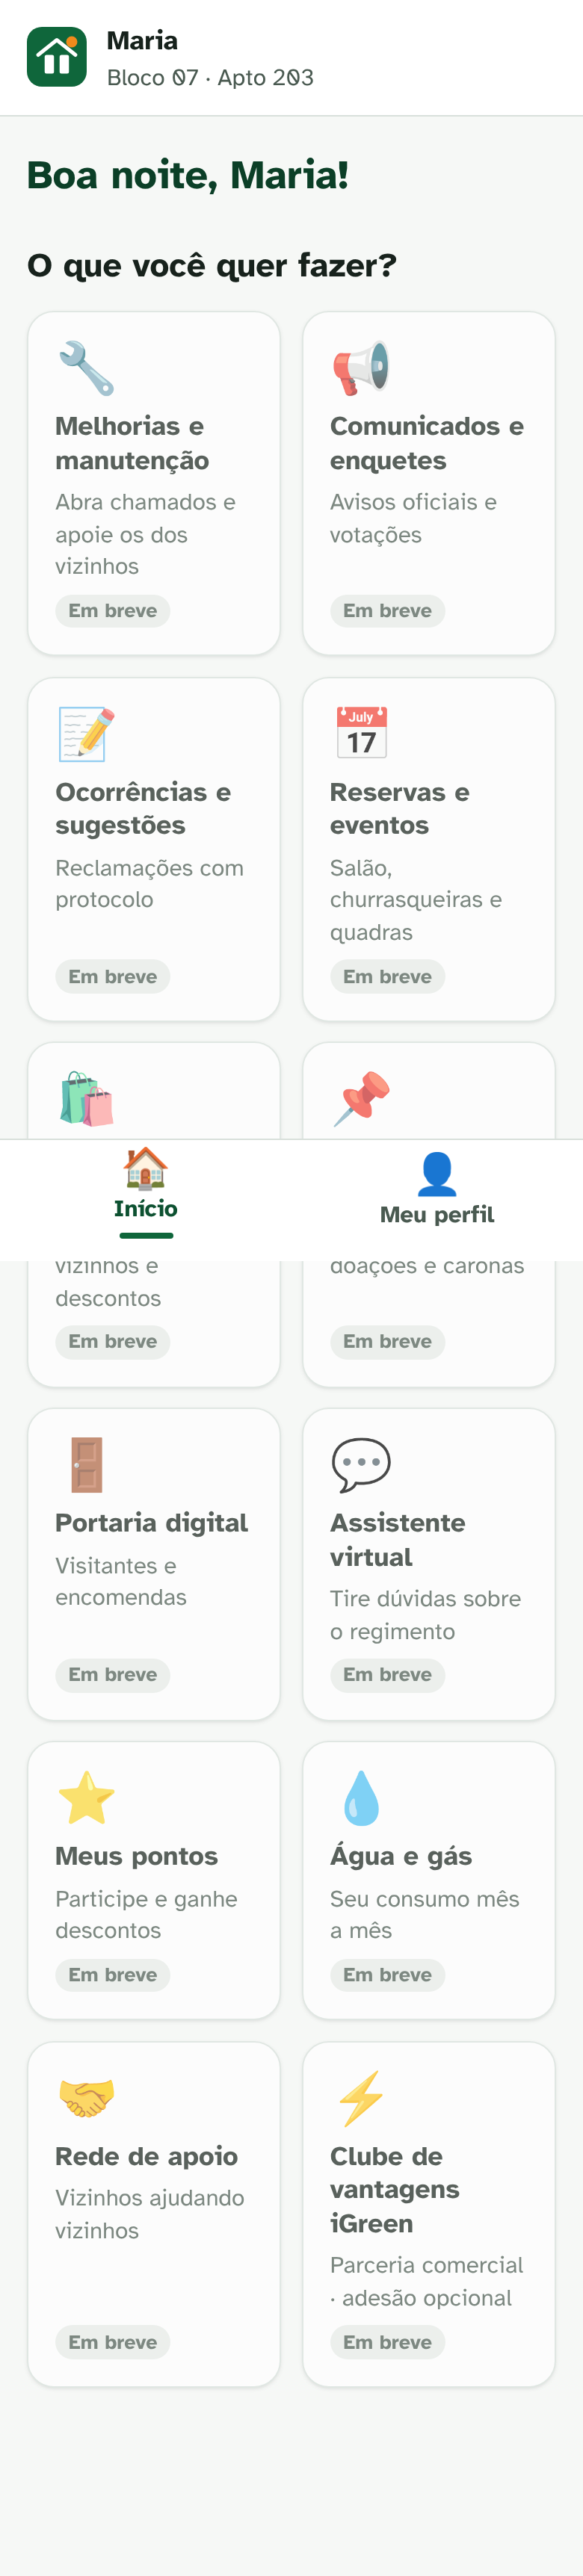 Maria
Bloco 07 · Apto 203
Boa noite, Maria!
O que você quer fazer?
Melhorias e
manutenção
Abra chamados e
apoie os dos
vizinhos
Em breve
Comunicados e
enquetes
Avisos oficiais e
votações
Em breve
Ocorrências e
sugestões
Reclamações com
protocolo
Em breve
July
17
Reservas e
eventos
Salão,
churrasqueiras e
quadras
Em breve
Início
Meu perfil
vizinhos e
descontos
Em breve
doações e caronas
Em breve
Portaria digital
Visitantes e
encomendas
Em breve
Assistente
virtual
Tire dúvidas sobre
o regimento
Em breve
Meus pontos
Participe e ganhe
descontos
Em breve
Água e gás
Seu consumo mês
a mês
Em breve
Rede de apoio
Vizinhos ajudando
vizinhos
Em breve
Clube de
vantagens
iGreen
Parceria comercial
· adesão opcional
Em breve